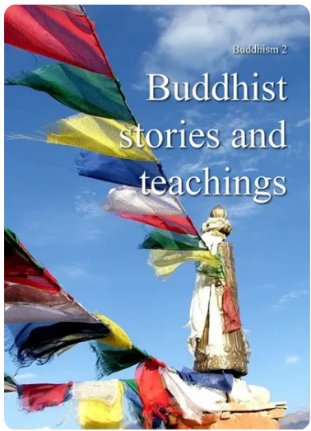 Buddhism 2
Buddhist
stories and
teachings